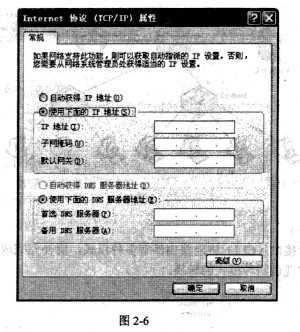 Internet 协议 (TCP/IP) 属性
常规
如果网络支持此功能，则可以获取自动指派的 IP 设置。否则，
您需要从网络系统管理员处获得适当的 IP 设置。
自动获得 IP 地址(O)
使用下面的 IP 地址(S):
IP 地址(I):
子网掩码(U):
默认网关(D):
自动获得 DNS 服务器地址(B)
使用下面的 DNS 服务器地址(E):
首选 DNS 服务器(P):
备用 DNS 服务器(A):
高级(V)...
确定
取消
图 2-6